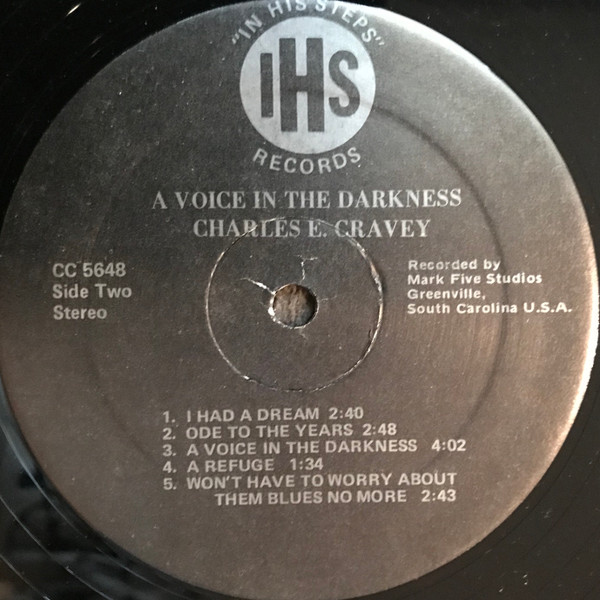 "IN HIS STEPS"
IHS
RECORDS
A VOICE IN THE DARKNESS
CHARLES E. CRAVEY
CC 5648
Side Two
Stereo
Recorded by
Mark Five Studios
Greenville,
South Carolina U.S.A.
1. I HAD A DREAM 2:40
2. ODE TO THE YEARS 2:48
3. A VOICE IN THE DARKNESS 4:02
4. A REFUGE 1:34
5. WON'T HAVE TO WORRY ABOUT
THEM BLUES NO MORE 2:43